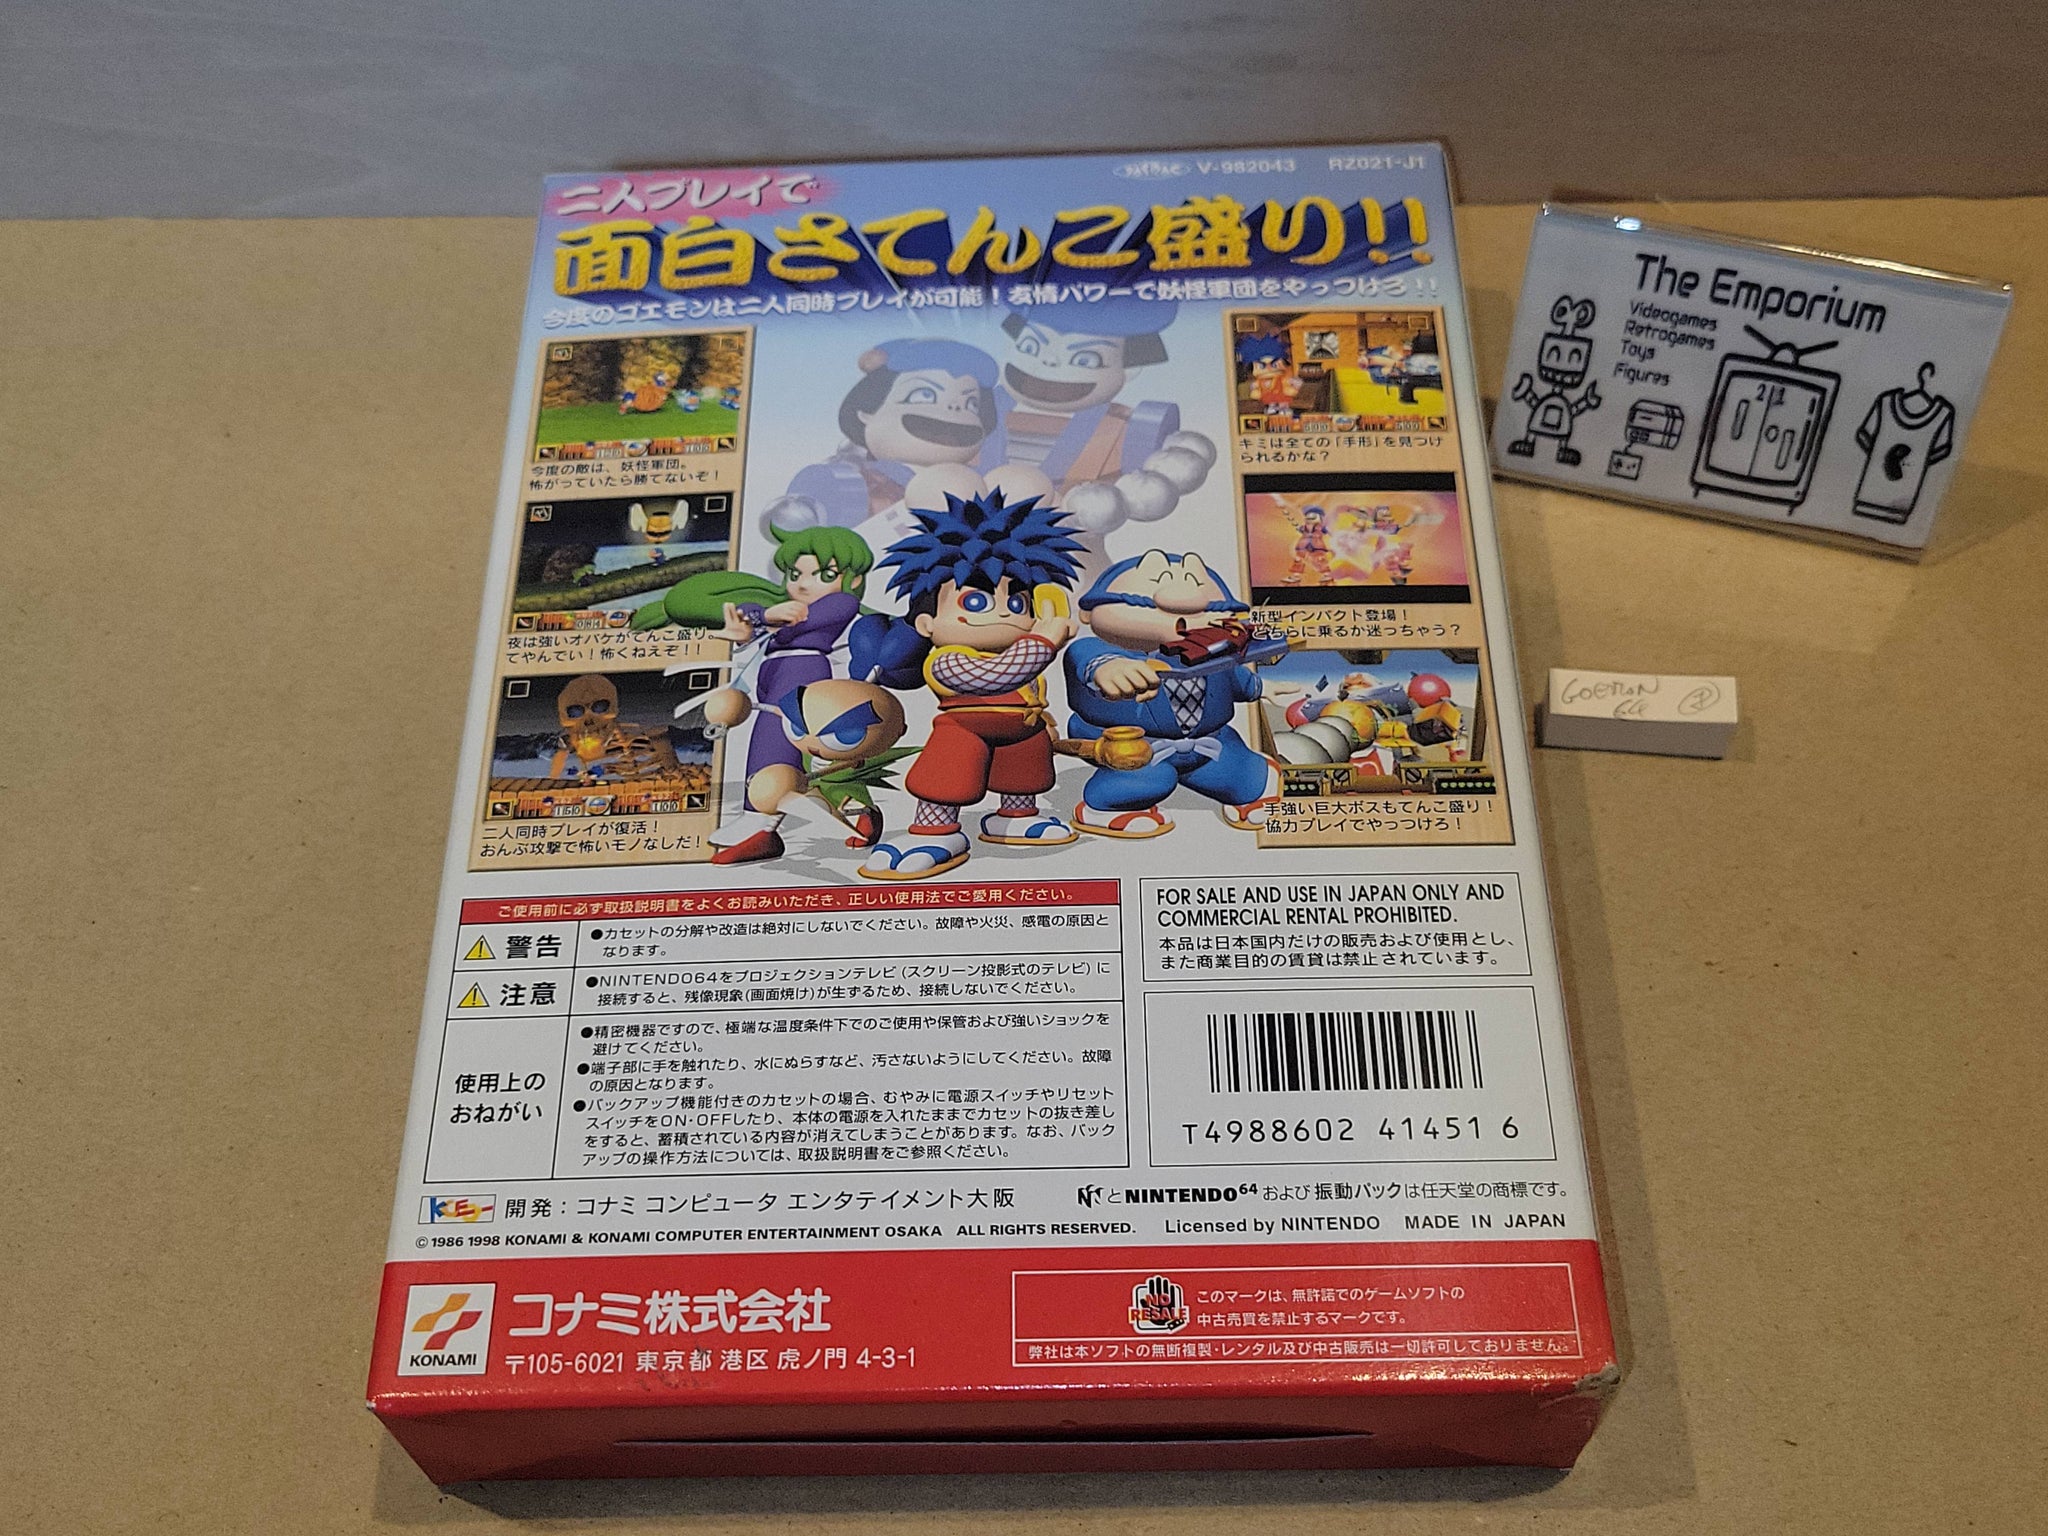 V-982043 RZ021-J1
二人プレイで
面白さてんこ盛り!!
今度のゴエモンは二人同時プレイが可能!友情パワーで妖怪軍団をやっつけろ!!
今度の敵は、妖怪軍団。
怖がっていたら勝てないぞ!
夜は強いオバケがてんこ盛り。
てやんでい!怖くねえぞ!!
二人同時プレイが復活!
おんぶ攻撃で怖いモノなしだ!
キミは全ての「手形」を見つけ
られるかな?
新型インパクト登場!
どちらに乗るか迷っちゃう?
手強い巨大ボスもてんこ盛り!
協力プレイでやっつけろ!
ご使用前に必ず取扱説明書をよくお読みいただき、正しい使用法でご愛用ください。
警告
●カセットの分解や改造は絶対にしないでください。故障や火災、感電の原因と
なります。
注意
●NINTENDO64をプロジェクションテレビ(スクリーン投影式のテレビ)に
接続すると、残像現象(画面焼け)が生ずるため、接続しないでください。
使用上の
おねがい
●精密機器ですので、極端な温度条件下でのご使用や保管および強いショックを
避けてください。
●端子部に手を触れたり、水にぬらすなど、汚さないようにしてください。故障
の原因となります。
●バックアップ機能付きのカセットの場合、むやみに電源スイッチやリセット
スイッチをON・OFFしたり、本体の電源を入れたままでカセットの抜き差し
をすると、蓄積されている内容が消えてしまうことがあります。なお、バック
アップの操作方法については、取扱説明書をご参照ください。
FOR SALE AND USE IN JAPAN ONLY AND
COMMERCIAL RENTAL PROHIBITED.
本品は日本国内だけの販売および使用とし、
また商業目的の賃貸は禁止されています。
T4988602 41451 6
開発:コナミ コンピュータ エンタテイメント大阪
とNINTENDO64および振動パックは任天堂の商標です。
© 1986 1998 KONAMI & KONAMI COMPUTER ENTERTAINMENT OSAKA ALL RIGHTS RESERVED.
Licensed by NINTENDO MADE IN JAPAN
KONAMI
コナミ株式会社
〒105-6021 東京都 港区 虎ノ門 4-3-1
NO
RESALE
このマークは、無許諾でのゲームソフトの
中古売買を禁止するマークです。
弊社は本ソフトの無断複製・レンタル及び中古販売は一切許可しておりません。
The Emporium
Videogames
Retrogames
Toys
Figures
GOEMON
64